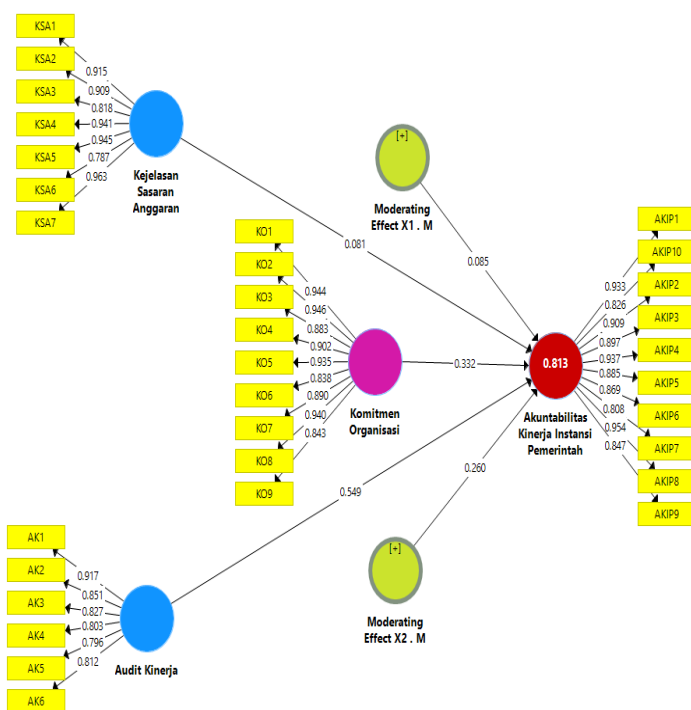 KSA1
KSA2
KSA3
KSA4
KSA5
KSA6
KSA7
0.915
0.909
0.818
0.941
0.945
0.787
0.963
Kejelasan
Sasaran
Anggaran
0.081
[+]
Moderating
Effect X1 . M
0.085
KO1
KO2
KO3
KO4
KO5
KO6
KO7
KO8
KO9
0.944
0.946
0.883
0.902
0.935
0.838
0.890
0.940
0.843
Komitmen
Organisasi
0.332
0.813
Akuntabilitas
Kinerja Instansi
Pemerintah
0.933
0.826
0.909
0.897
0.937
0.885
0.869
0.808
0.954
0.847
AKIP1
AKIP10
AKIP2
AKIP3
AKIP4
AKIP5
AKIP6
AKIP7
AKIP8
AKIP9
0.549
0.260
[+]
Moderating
Effect X2 . M
AK1
AK2
AK3
AK4
AK5
AK6
0.917
0.851
0.827
0.803
0.796
0.812
Audit Kinerja